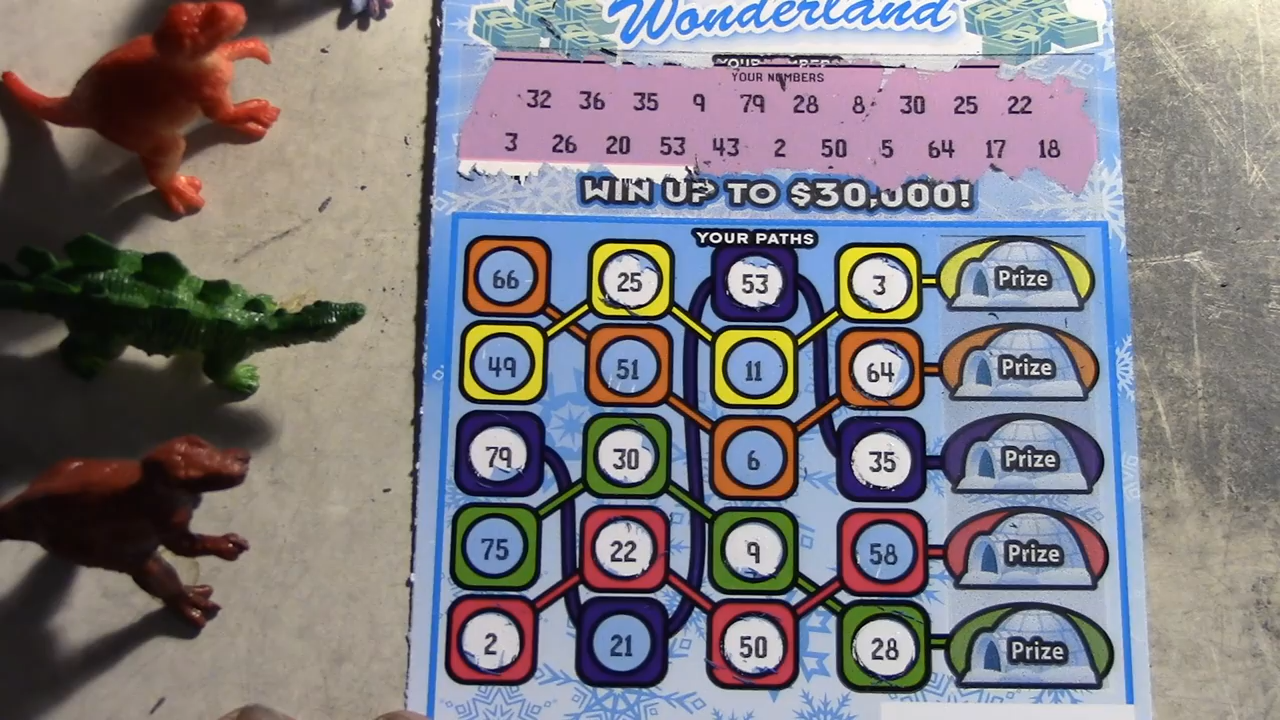 Wonderland
YOUR NUMBERS
YOUR NUMBERS
32 36 35 9 79 28 8 30 25 22
3 26 20 53 43 2 50 5 64 17 18
WIN UP TO $30,000!
YOUR PATHS
66 25 53 3 Prize
49 51 11 64 Prize
79 30 6 35 Prize
75 22 9 58 Prize
2 21 50 28 Prize